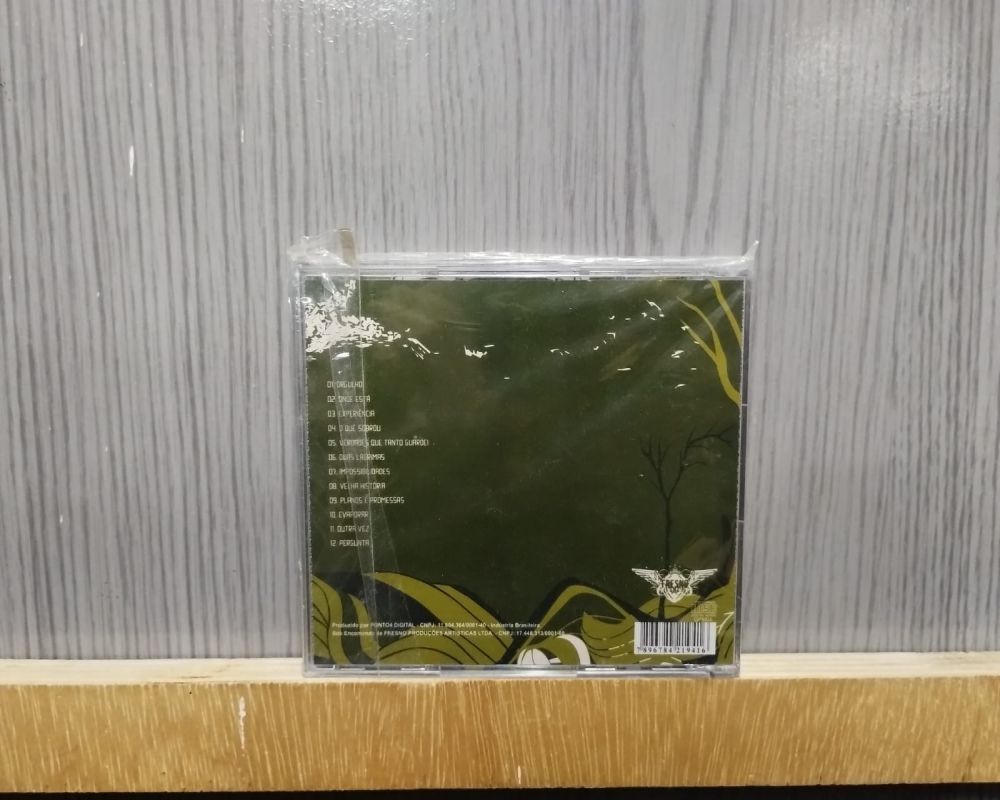 01. ORGULHO
02. ONDE ESTÁ
03. EXPERIÊNCIA
04. O QUE SOBROU
05. VERDADES QUE TANTO GUARDEI
06. DUAS LÁGRIMAS
07. IMPOSSIBILIDADES
08. VELHA HISTÓRIA
09. PLANOS E PROMESSAS
10. EVAPORAR
11. OUTRA VEZ
12. PERGUNTA
FRESNO
Produzido por PONTO4 DIGITAL - CNPJ: 11.804.364/0001-40 - Indústria Brasileira.
Sob Encomenda de FRESNO PRODUÇÕES ARTÍSTICAS LTDA. - CNPJ: 17.448.313/0001-
7 896784 219416